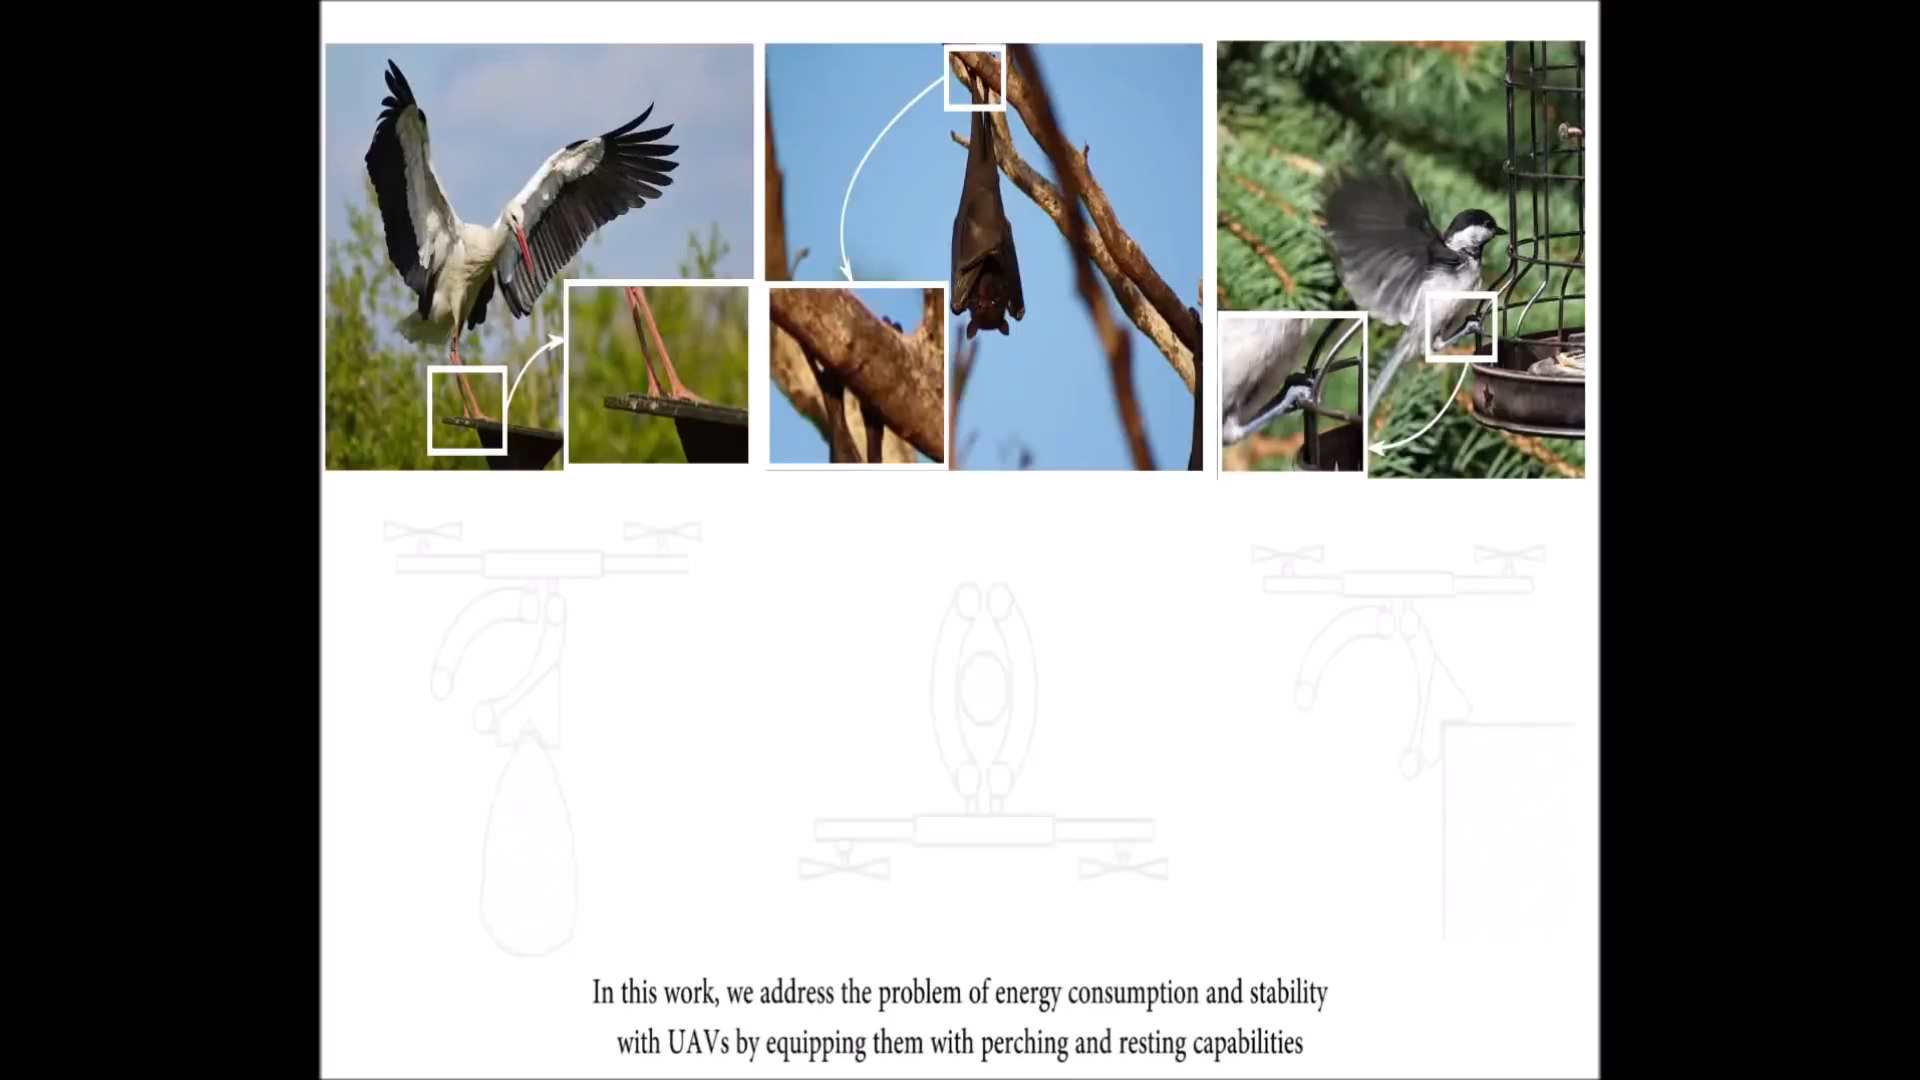 In this work, we address the problem of energy consumption and stability
with UAVs by equipping them with perching and resting capabilities